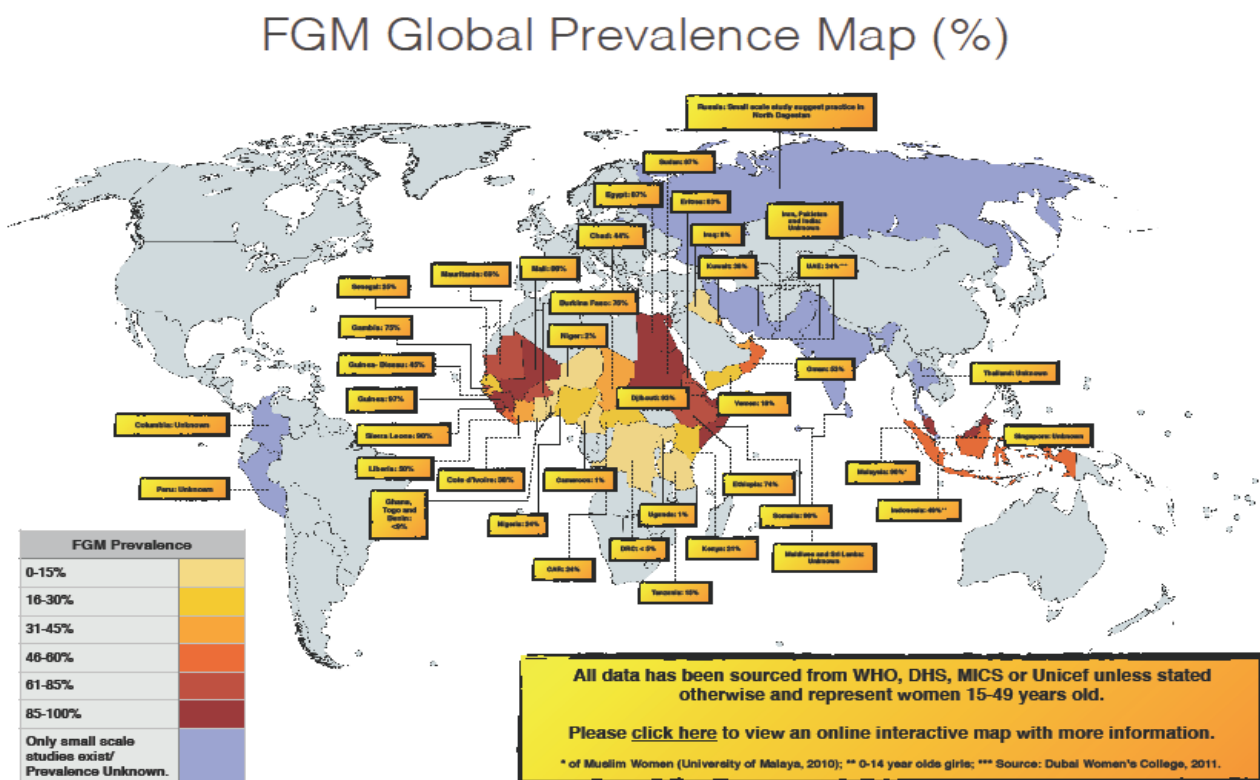 FGM Global Prevalence Map (%)
Russia: Small scale study suggest practice in
North Dagestan
Sudan: 87%
Egypt: 87%
Eritrea: 83%
Iran, Pakistan
and India:
Unknown
Chad: 44%
Iraq: 8%
Mauritania: 69%
Mali: 89%
Kuwait:
UAE: 34%***
Senegal:
Burkina Faso: 76%
Gambia: 75%
Niger: 2%
Guinea- Bissau: 45%
Oman:
Thailand: Unknown
Guinea: 97%
Djibouti: 93%
Yemen: 19%
Columbia: Unknown
Sierra Leone: 90%
Singapore: Unknown
Liberia: 50%
Malaysia: *
Cote d'Ivoire: 38%
Cameroon: 1%
Ethiopia: 74%
Peru: Unknown
Ghana,
Togo and
Benin:
Uganda: 1%
Somalia: 98%
Indonesia: 49%**
Nigeria:
DRC: < 5%
Kenya: 21%
Maldives and Sri Lanka:
Unknown
CAR: 24%
Tanzania:
FGM Prevalence
0-15%
16-30%
31-45%
46-60%
61-85%
85-100%
Only small scale
studies exist/
Prevalence Unknown.
All data has been sourced from WHO, DHS, MICS or Unicef unless stated
otherwise and represent women 15-49 years old.
Please click here to view an online interactive map with more information.
* of Muslim Women (University of Malaya, 2010); ** 0-14 year olds girls; *** Source: Dubai Women's College, 2011.